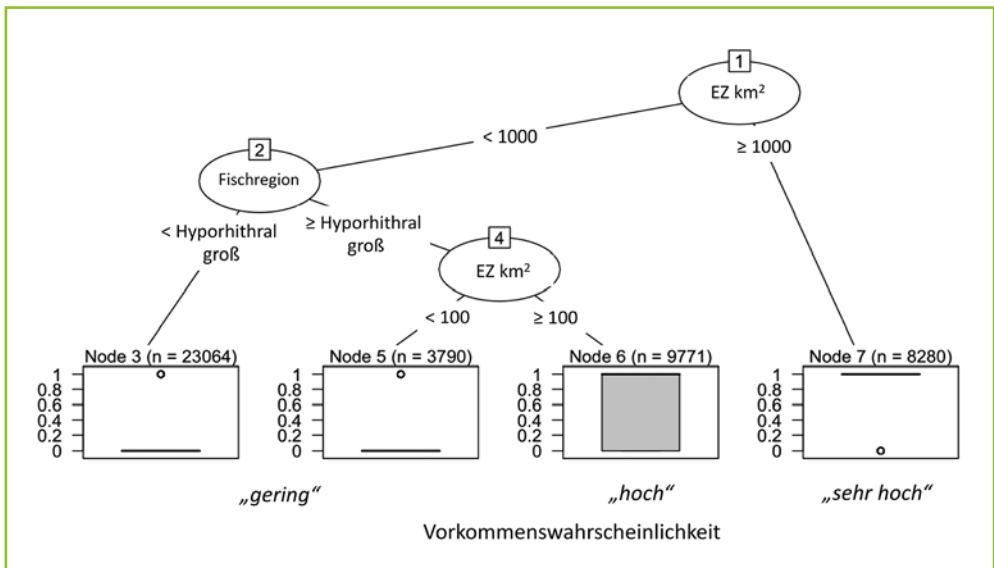 1
EZ km²
< 1000
≥ 1000
2
Fischregion
< Hyporhithral
groß
≥ Hyporhithral
groß
4
EZ km²
< 100
≥ 100
Node 3 (n = 23064)
1
0.8
0.6
0.4
0.2
0
Node 5 (n = 3790)
1
0.8
0.6
0.4
0.2
0
Node 6 (n = 9771)
1
0.8
0.6
0.4
0.2
0
Node 7 (n = 8280)
1
0.8
0.6
0.4
0.2
0
„gering“
„hoch“
„sehr hoch“
Vorkommenswahrscheinlichkeit